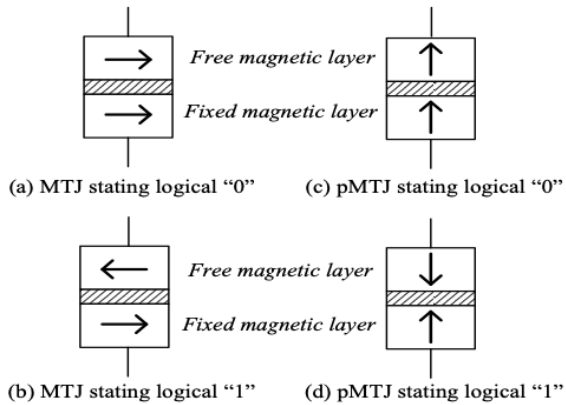 Free magnetic layer
Fixed magnetic layer
(a) MTJ stating logical “0”
(c) pMTJ stating logical “0”
Free magnetic layer
Fixed magnetic layer
(b) MTJ stating logical “1”
(d) pMTJ stating logical “1”